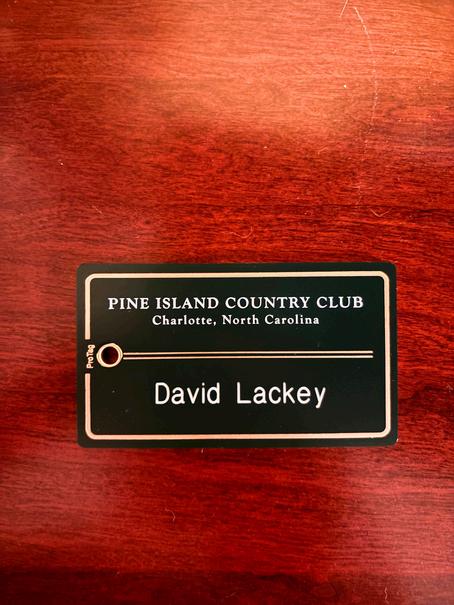 PINE ISLAND COUNTRY CLUB
Charlotte, North Carolina
ProTag
David Lackey